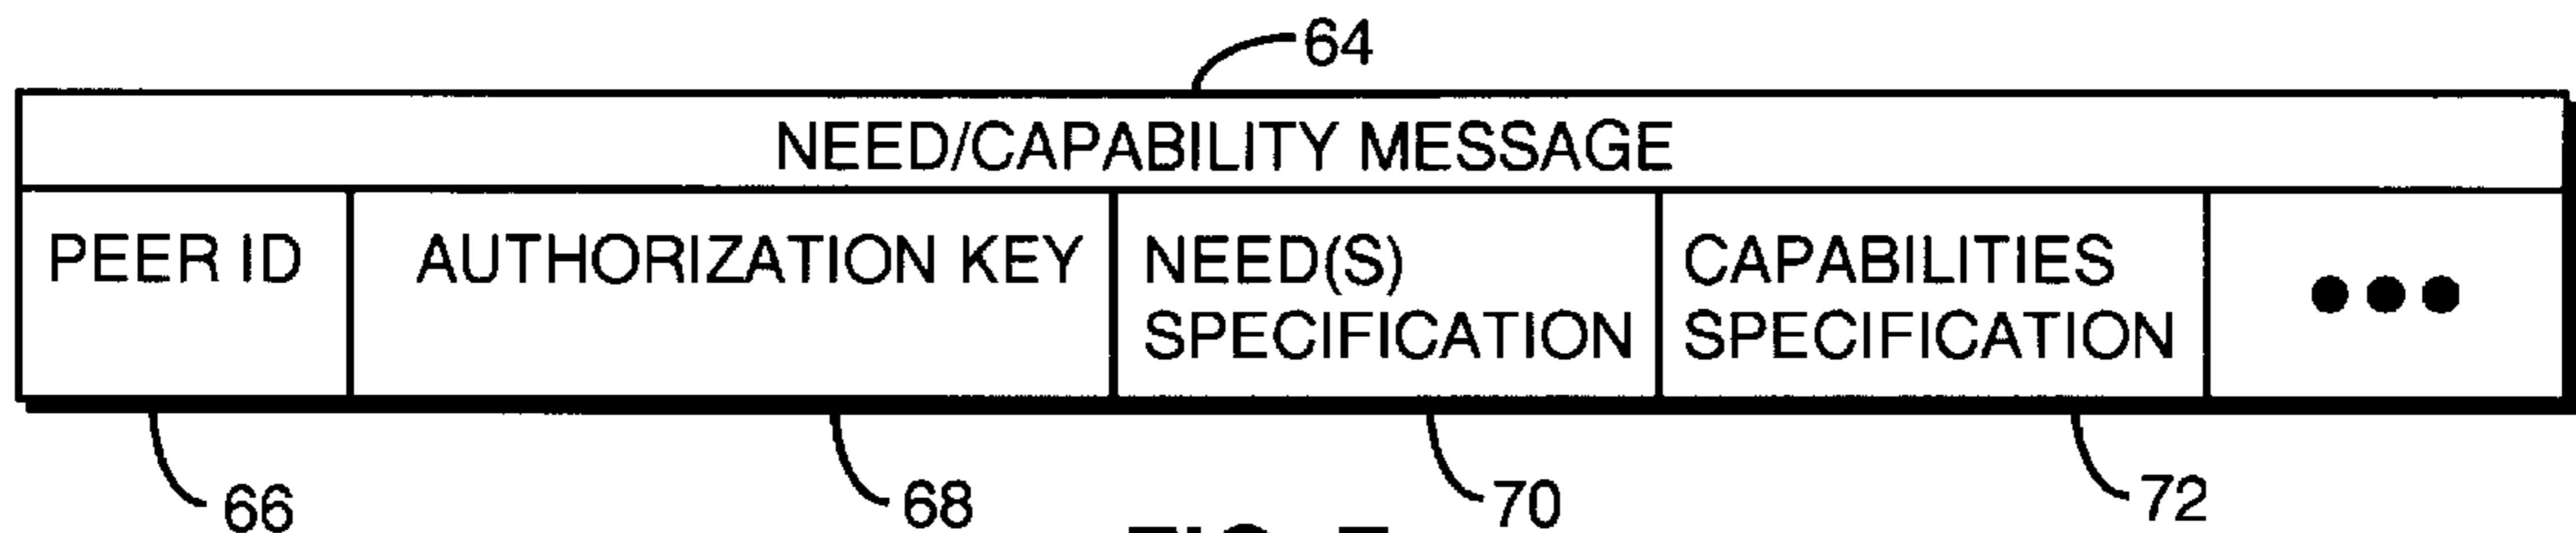 64
NEED/CAPABILITY MESSAGE
PEER ID
AUTHORIZATION KEY
NEED(S)
SPECIFICATION
CAPABILITIES
SPECIFICATION
•••
66
68
70
72